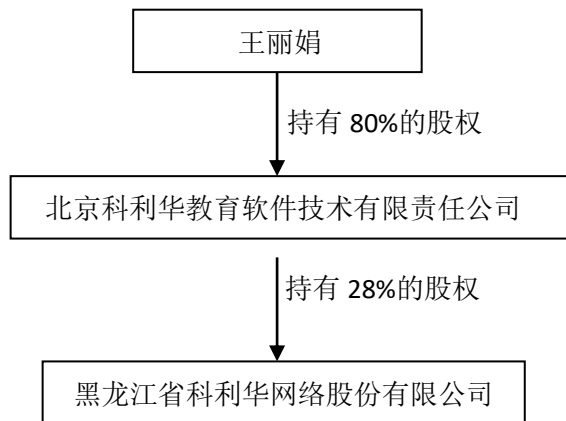 王丽娟
持有 80%的股权
北京科利华教育软件技术有限责任公司
持有 28%的股权
黑龙江省科利华网络股份有限公司